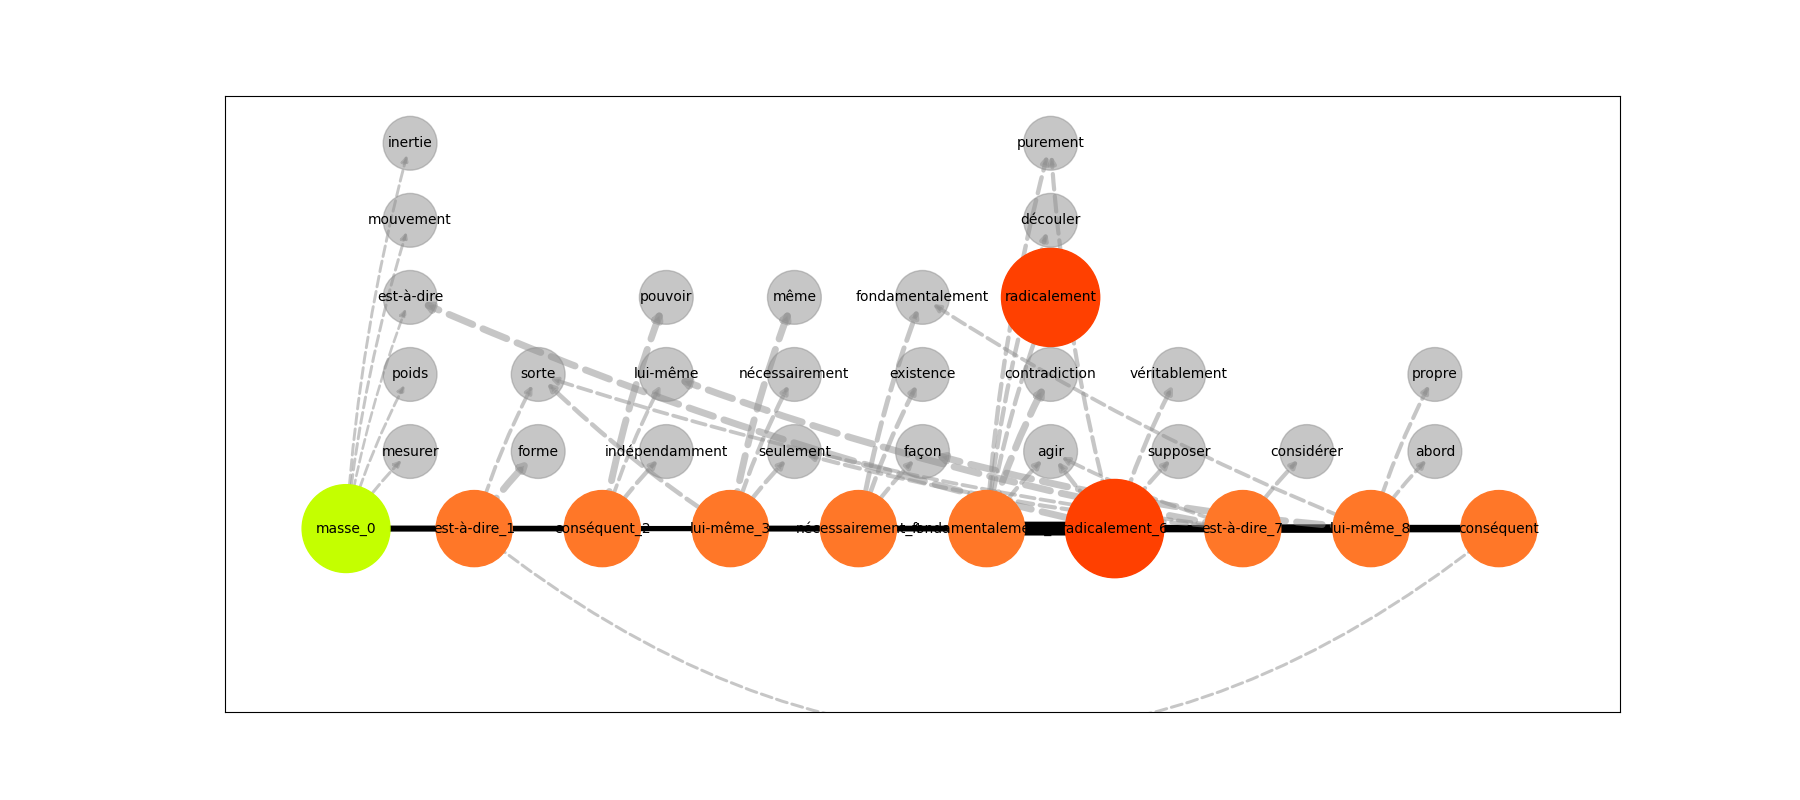 inertie purement
mouvement découler
est-à-dire pouvoir même fondamentalement radicalement
poids sorte lui-même nécessairement existence contradiction véritablement propre
mesurer forme indépendamment seulement façon agir supposer considérer abord
masse_0 est-à-dire_1 conséquent_2 lui-même_3 radicalement_6 est-à-dire_7 lui-même_8 conséquent